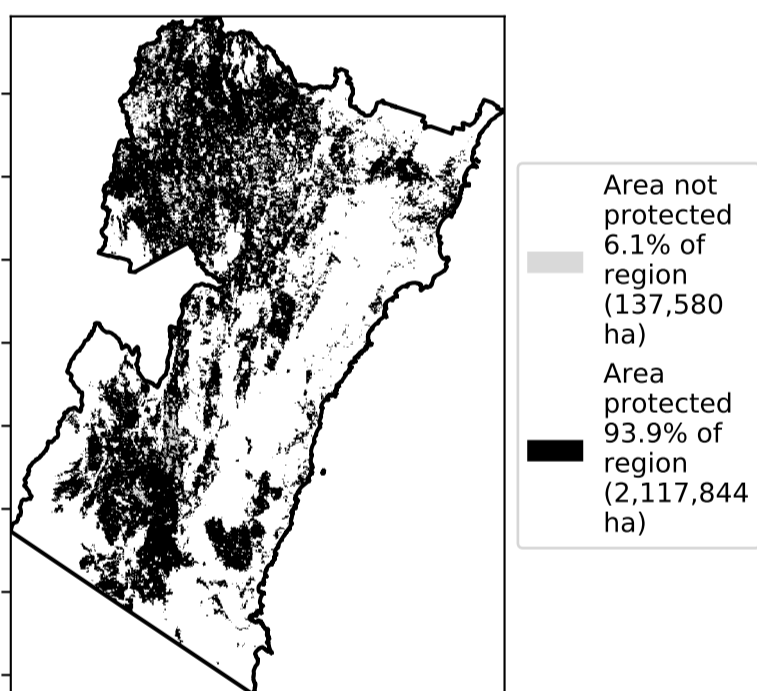 Area not
protected
6.1% of
region
(137,580
ha)
Area
protected
93.9% of
region
(2,117,844
ha)